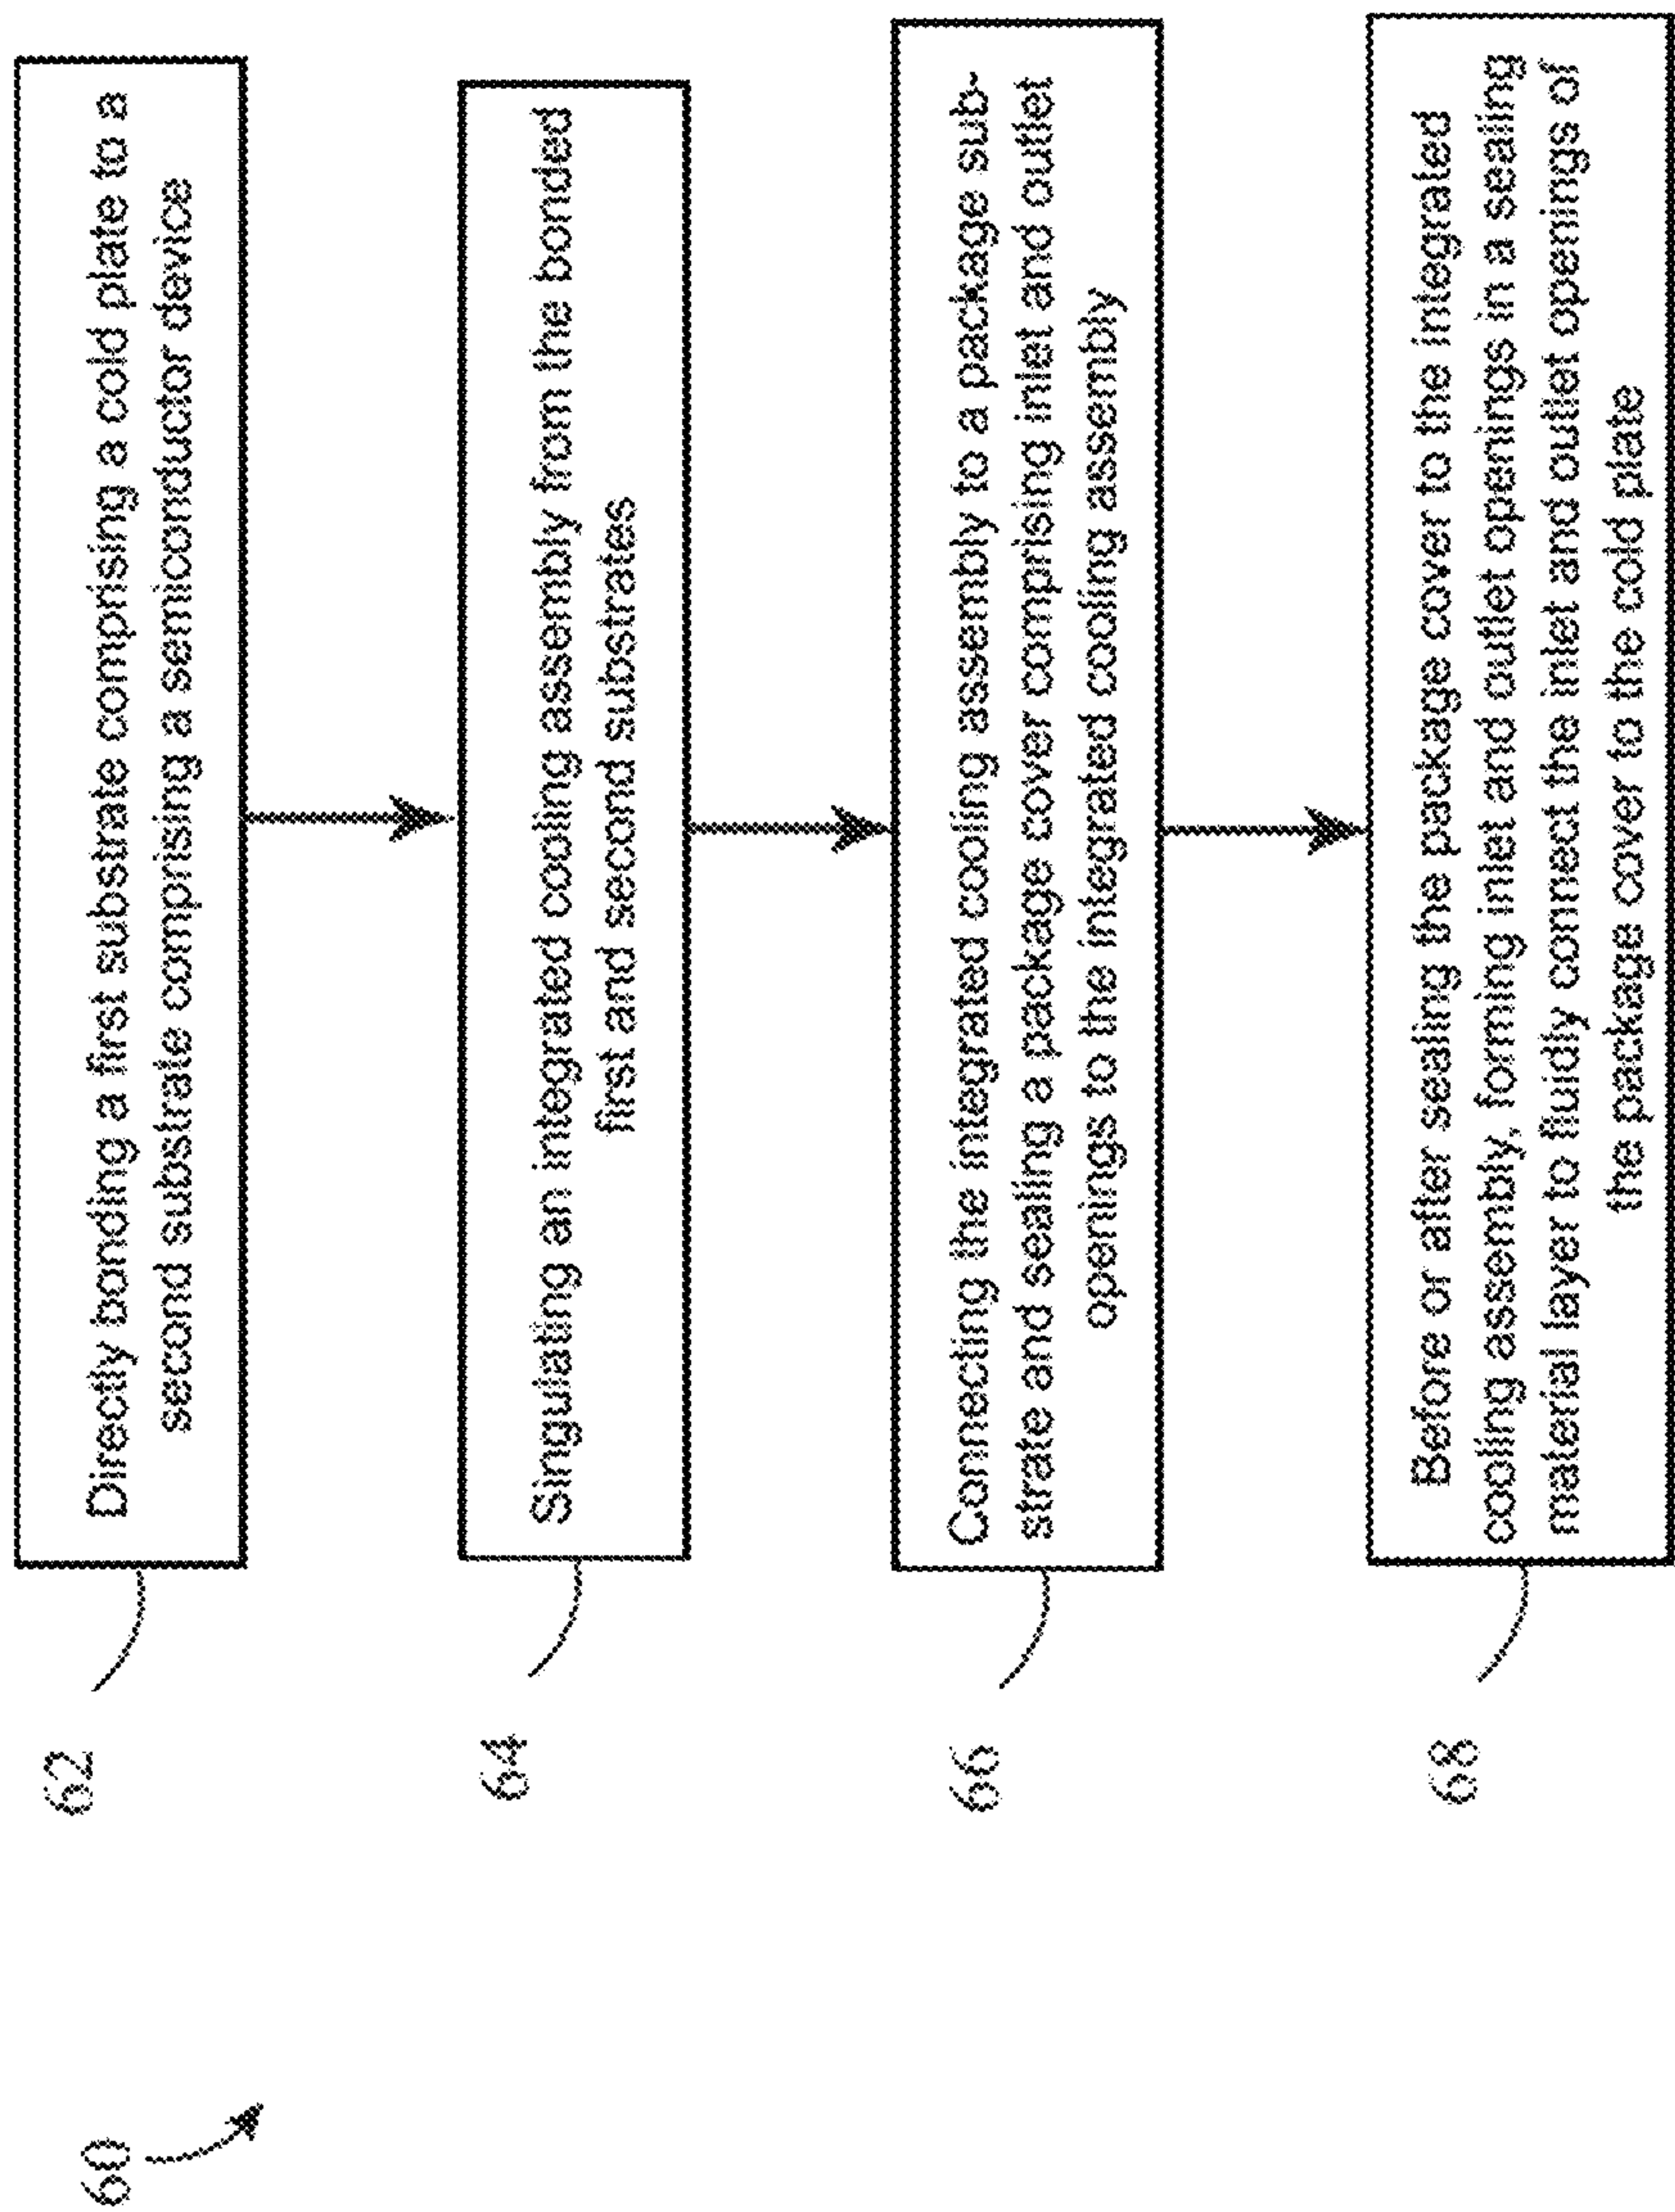 60
62
Directly bonding a first substrate comprising a cold plate to a
second substrate comprising a semiconductor device
64
Singulating an integrated cooling assembly from the bonded
first and second substrates
66
Connecting the integrated cooling assembly to a package sub-
strate and sealing a package cover comprising inlet and outlet
openings to the integrated cooling assembly
68
Before or after sealing the package cover to the integrated
cooling assembly, forming inlet and outlet openings in a sealing
material layer to fluidly connect the inlet and outlet openings of
the package cover to the cold plate